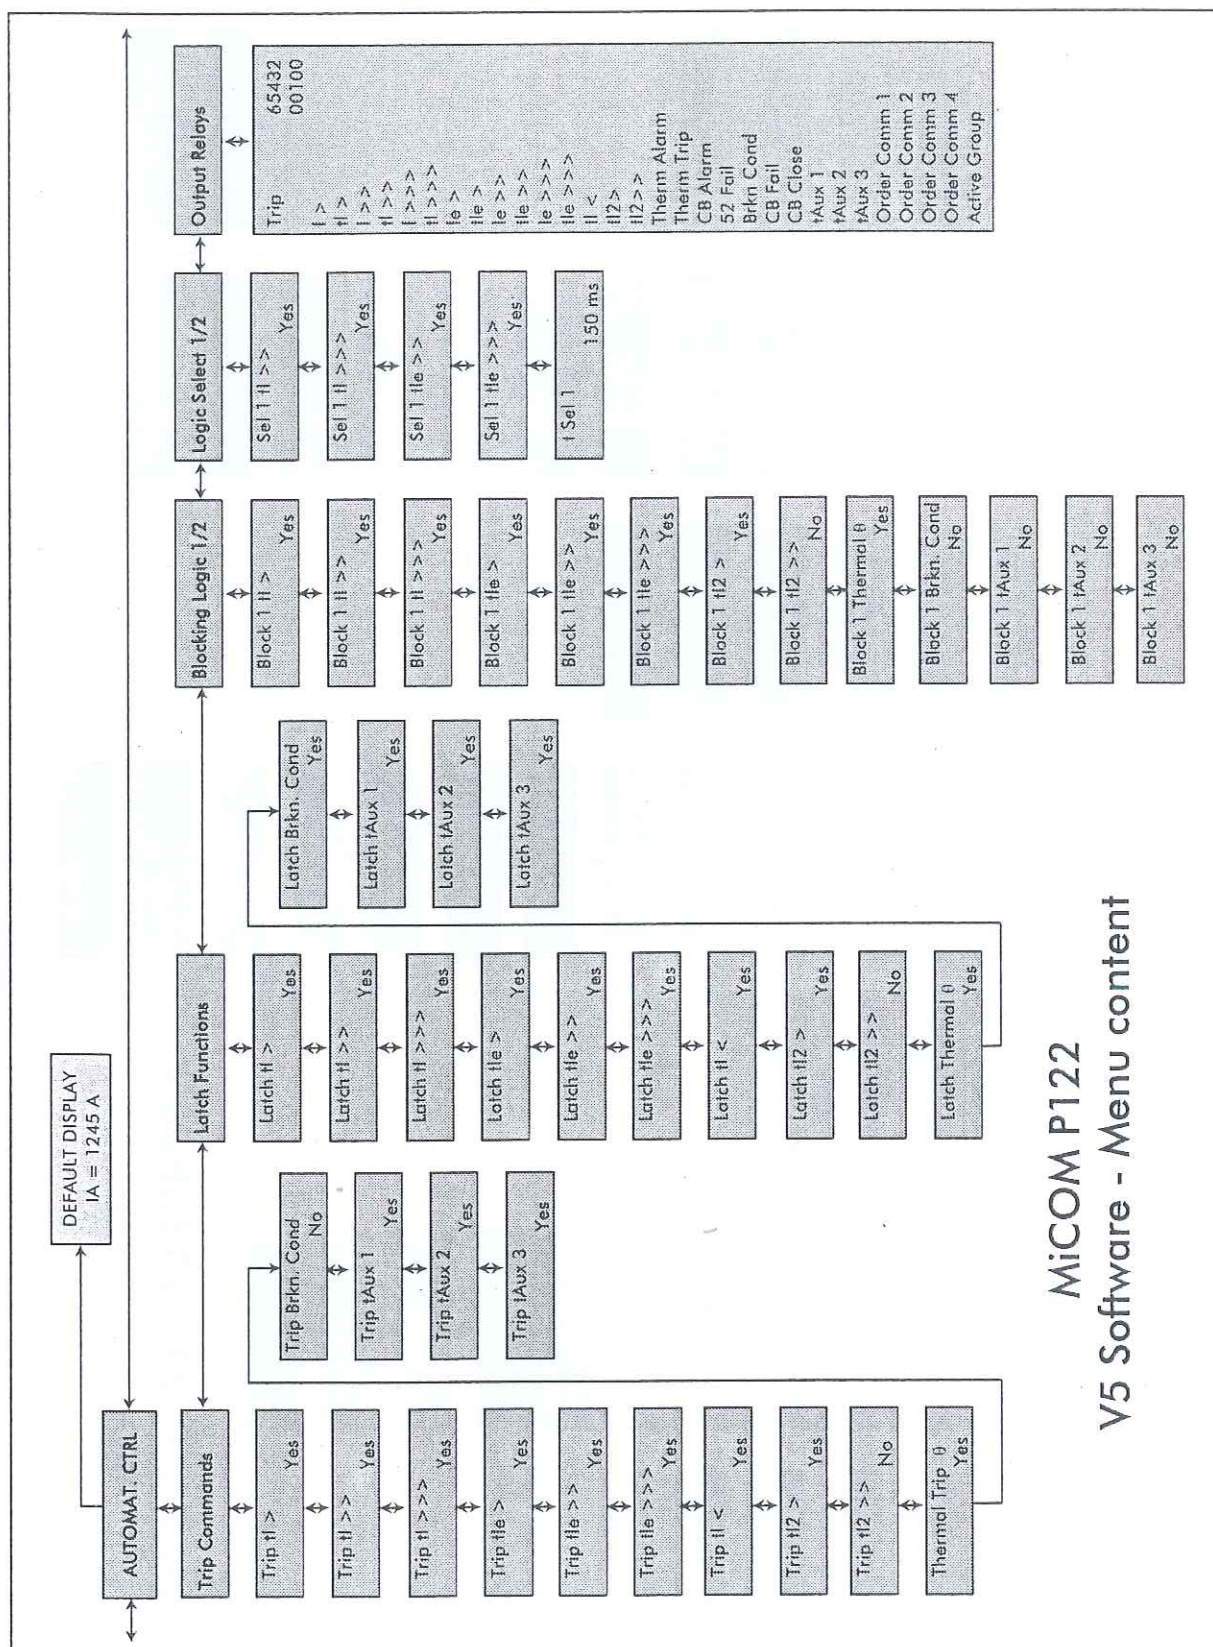 DEFAULT DISPLAY
IA = 1245 A
AUTOMAT. CTRL
Trip Commands
Trip tI >
Yes
Trip tI >>
Yes
Trip tI >>>
Yes
Trip tIe >
Yes
Trip tIe >>
Yes
Trip tIe >>>
Yes
Trip tI <
Yes
Trip tI2 >
Yes
Trip tI2 >>
No
Thermal Trip θ
Yes
Trip Brkn. Cond
No
Trip tAux 1
Yes
Trip tAux 2
Yes
Trip tAux 3
Yes
Latch Functions
Latch tI >
Yes
Latch tI >>
Yes
Latch tI >>>
Yes
Latch tIe >
Yes
Latch tIe >>
Yes
Latch tIe >>>
Yes
Latch tI <
Yes
Latch tI2 >
Yes
Latch tI2 >>
No
Latch Thermal θ
Yes
Latch Brkn. Cond
Yes
Latch tAux 1
Yes
Latch tAux 2
Yes
Latch tAux 3
Yes
Blocking Logic 1/2
Block 1 tI >
Yes
Block 1 tI >>
Yes
Block 1 tI >>>
Yes
Block 1 tIe >
Yes
Block 1 tIe >>
Yes
Block 1 tIe >>>
Yes
Block 1 tI2 >
Yes
Block 1 tI2 >>
No
Block 1 Thermal θ
Yes
Block 1 Brkn. Cond
No
Block 1 tAux 1
No
Block 1 tAux 2
No
Block 1 tAux 3
No
Logic Select 1/2
Sel 1 tI >>
Yes
Sel 1 tI >>>
Yes
Sel 1 tIe >>
Yes
Sel 1 tIe >>>
Yes
t Sel 1
150 ms
Output Relays
Trip 65432
00100
I >
tI >
I >>
tI >>
I >>>
tI >>>
Ie >
tIe >
Ie >>
tIe >>
Ie >>>
tIe >>>
tI <
tI2>
tI2>>
Therm Alarm
Therm Trip
CB Alarm
52 Fail
Brkn Cond
CB Fail
CB Close
tAux 1
tAux 2
tAux 3
Order Comm 1
Order Comm 2
Order Comm 3
Order Comm 4
Active Group
MiCOM P122
V5 Software - Menu content